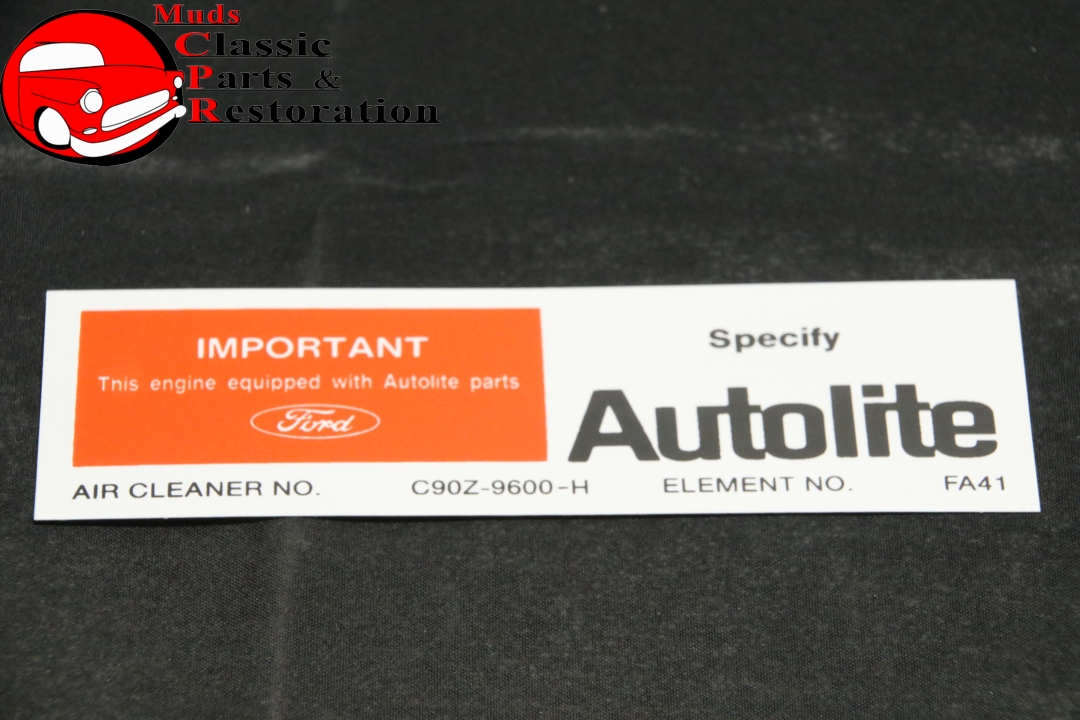 Muds
Classic
Parts &
Restoration
IMPORTANT
This engine equipped with Autolite parts
Ford
Specify
Autolite
AIR CLEANER NO. C90Z-9600-H ELEMENT NO. FA41